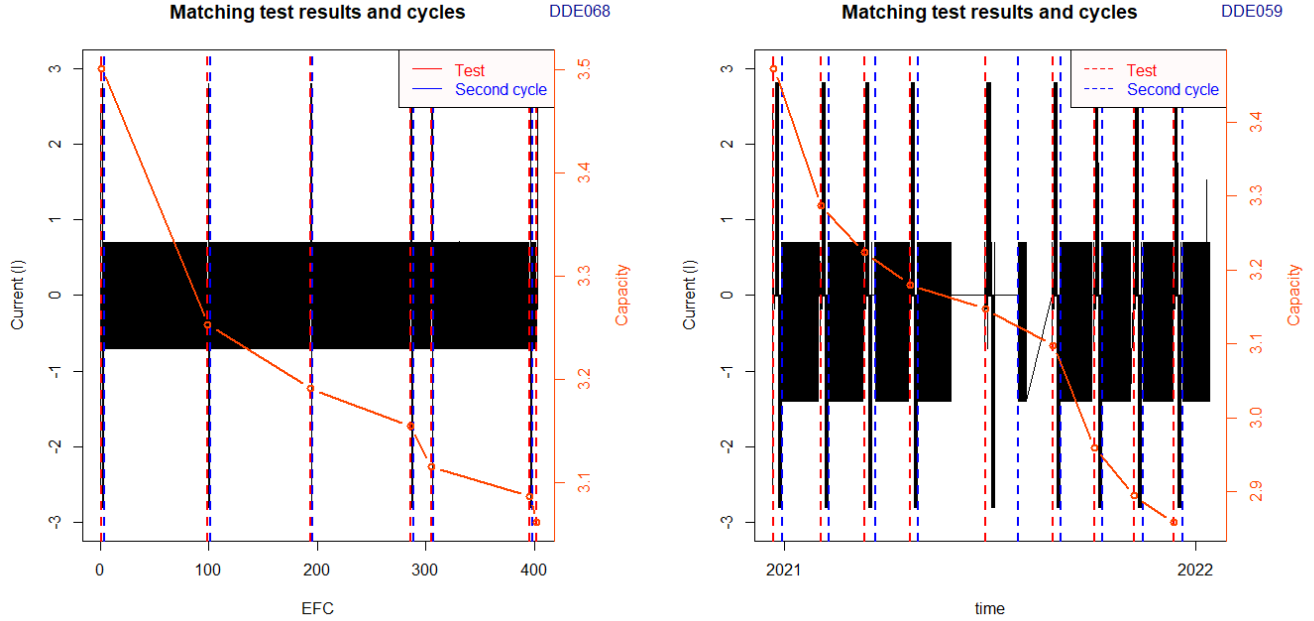 Matching test results and cycles
DDE068
Test
Second cycle
3
2
1
0
-1
-2
-3
Current (I)
3.5
3.4
3.3
3.2
3.1
Capacity
0
100
200
300
400
EFC
Matching test results and cycles
DDE059
Test
Second cycle
3
2
1
0
-1
-2
-3
Current (I)
3.4
3.3
3.2
3.1
3.0
2.9
Capacity
2021
2022
time